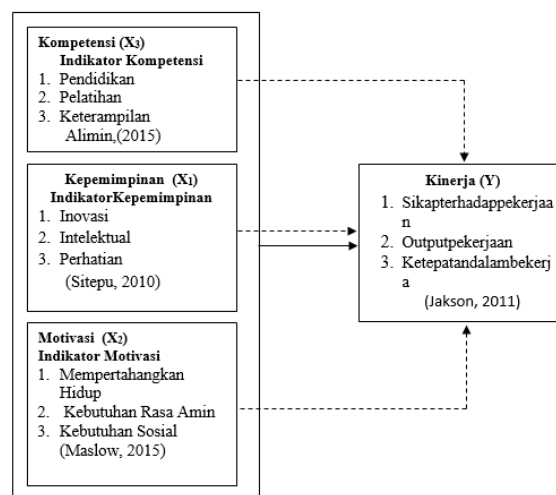 Kompetensi (X3)
Indikator Kompetensi
1. Pendidikan
2. Pelatihan
3. Keterampilan
Alimin,(2015)
Kepemimpinan (X1)
IndikatorKepemimpinan
1. Inovasi
2. Intelektual
3. Perhatian
(Sitepu, 2010)
Motivasi (X2)
Indikator Motivasi
1. Mempertahangkan
Hidup
2. Kebutuhan Rasa Amin
3. Kebutuhan Sosial
(Maslow, 2015)
Kinerja (Y)
1. Sikapterhadappekerjaa
n
2. Outputpekerjaan
3. Ketepatandalambekerj
a
(Jakson, 2011)